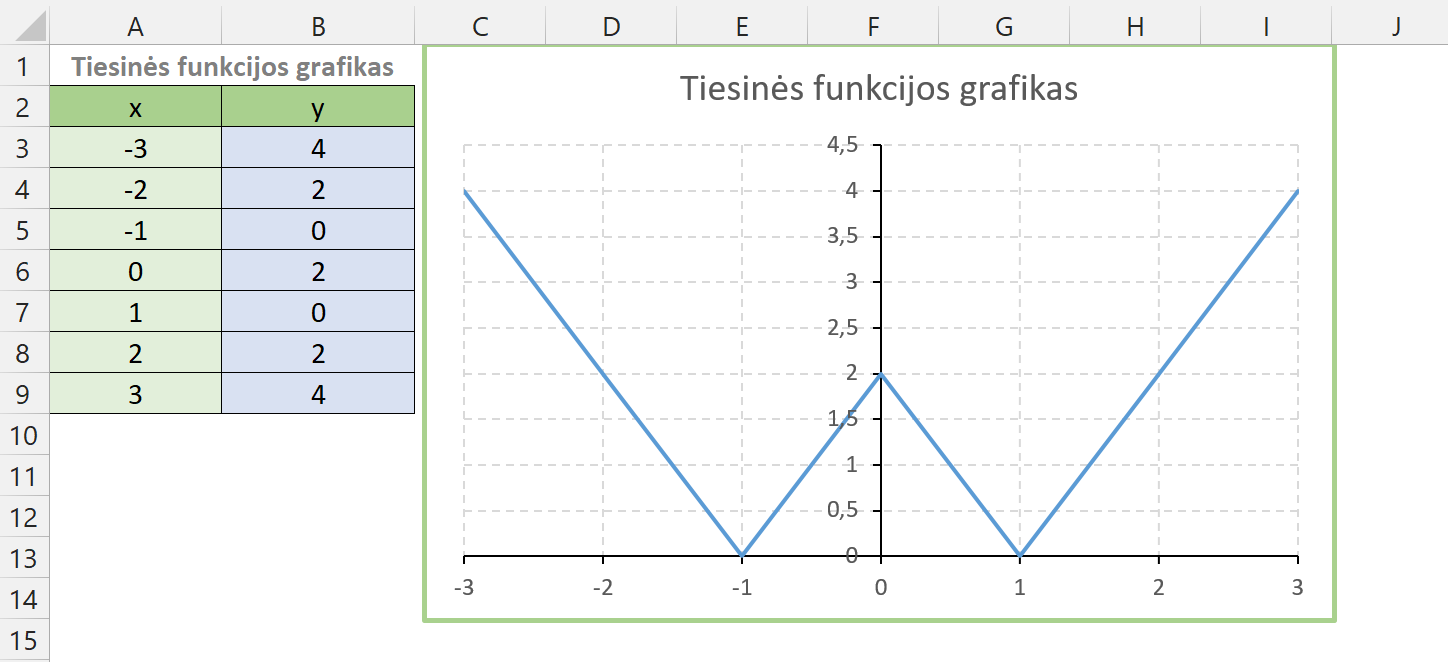 A B C D E F G H I J
1 Tiesinės funkcijos grafikas
2 x y
3 -3 4
4 -2 2
5 -1 0
6 0 2
7 1 0
8 2 2
9 3 4
10
11
12
13
14
15
Tiesinės funkcijos grafikas
4,5
4
3,5
3
2,5
2
1,5
1
0,5
0
-3 -2 -1 0 1 2 3